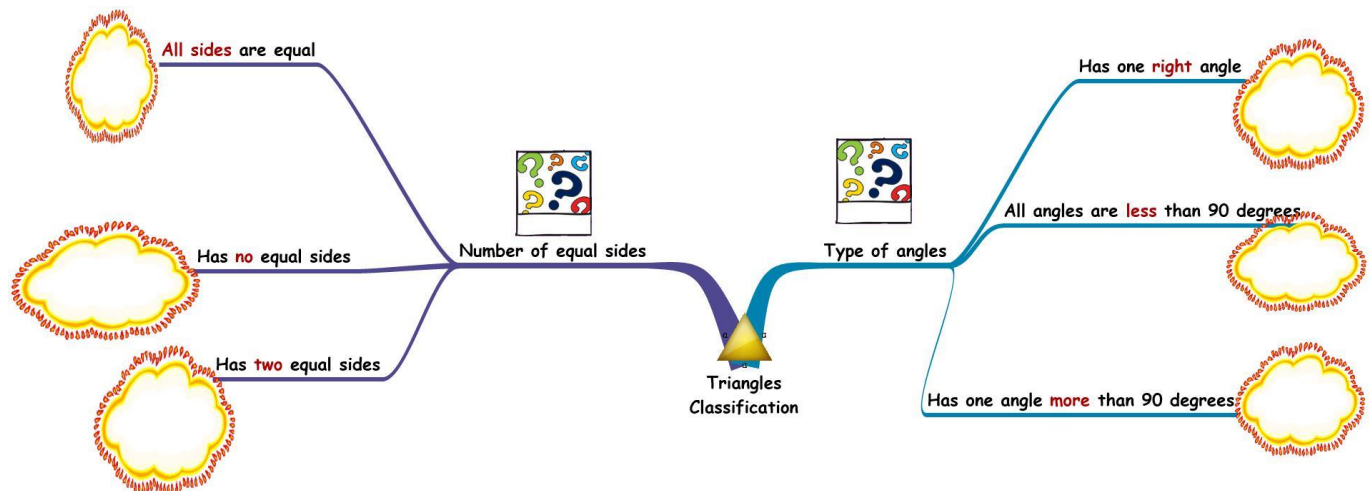 All sides are equal
Has no equal sides
Has two equal sides
Number of equal sides
Triangles
Classification
Type of angles
Has one right angle
All angles are less than 90 degrees
Has one angle more than 90 degrees